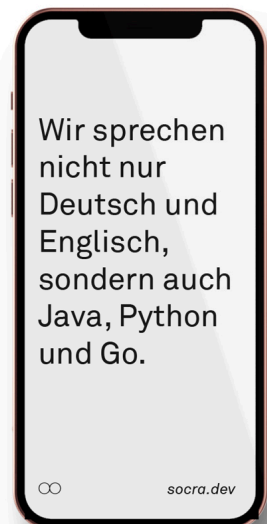 Wir sprechen
nicht nur
Deutsch und
Englisch,
sondern auch
Java, Python
und Go.
socra.dev